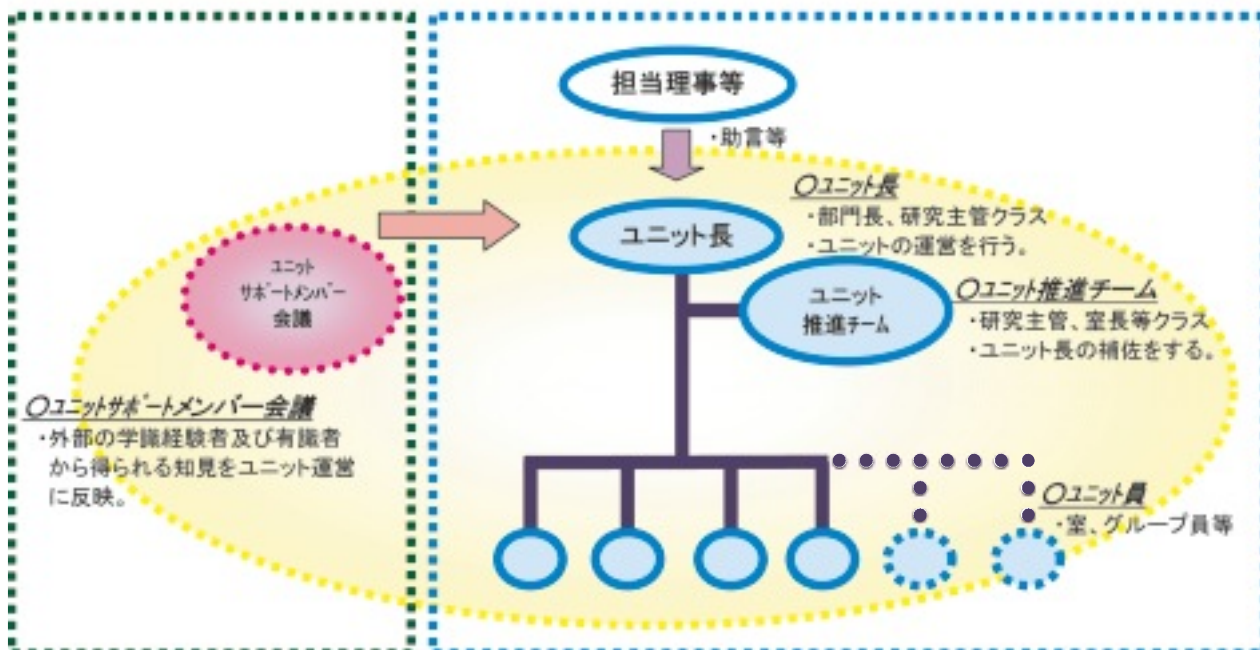 担当理事等
・助言等
〇ユニット長
・部門長、研究主管クラス
・ユニットの運営を行う。
ユニット長
ユニット
サポートメンバー
会議
ユニット
推進チーム
〇ユニット推進チーム
・研究主管、室長等クラス
・ユニット長の補佐をする。
〇ユニットサポートメンバー会議
・外部の学識経験者及び有識者
から得られる知見をユニット運営
に反映。
〇ユニット員
・室、グループ員等